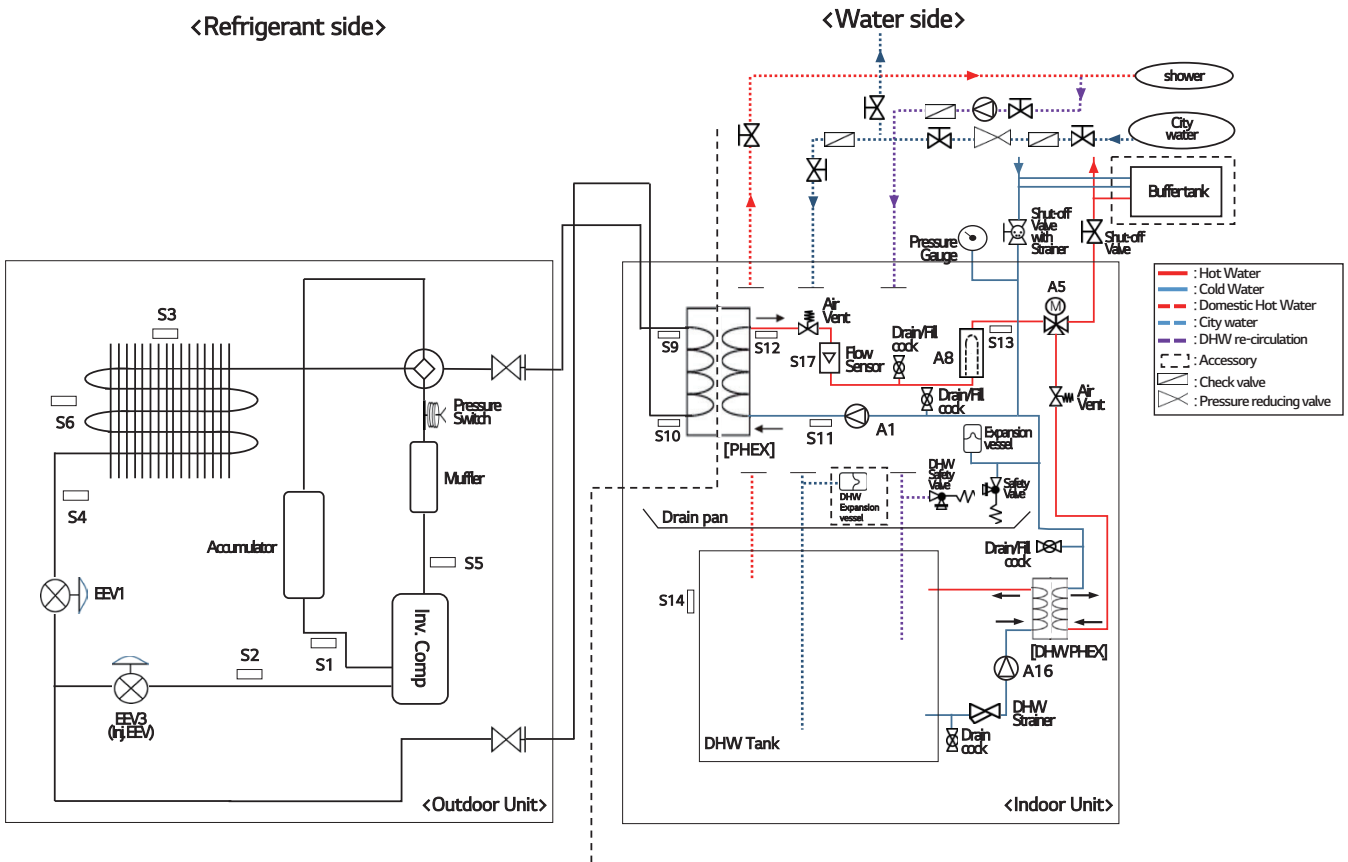 <Refrigerant side>
<Water side>
shower
City
water
Buffertank
Shut-off
Valve
with
Strainer
Shut-off
Valve
Pressure
Gauge
: Hot Water
: Cold Water
: Domestic Hot Water
: City water
: DHW re-circulation
: Accessory
: Check valve
: Pressure reducing valve
S3
S6
S4
Pressure
Switch
Muffler
Accumulator
S5
EEV1
S1
S2
Inv. Comp
EEV3
(Inj.EEV)
<Outdoor Unit>
S9
S10
S12
[PHEX]
Air
Vent
S17
Flow
Sensor
Drain/Fill
cock
A8
S13
A5
M
Air
Vent
Drain/Fill
cock
S11
A1
Expansion
vessel
DHW
Safety
Valve
Safety
Valve
DHW
Expansion
vessel
Drain pan
Drain/Fill
cock
S14
[DHW PHEX]
A16
DHW
Strainer
Drain
cock
DHW Tank
<Indoor Unit>